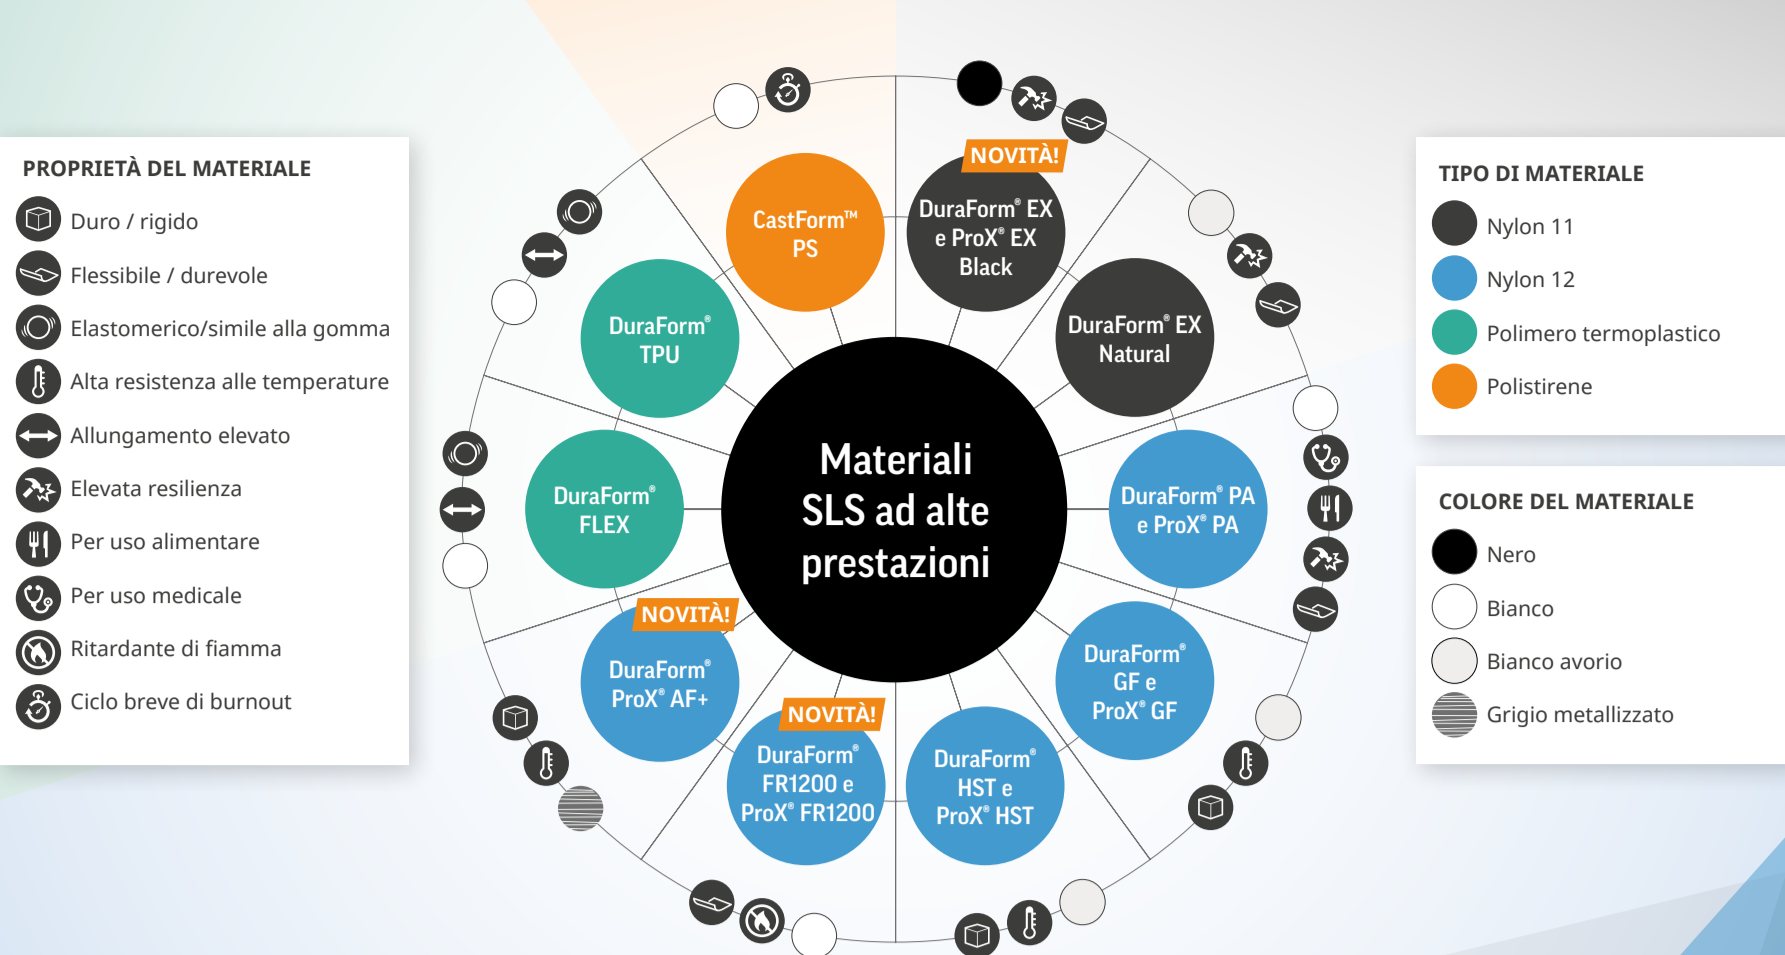 PROPRIETÀ DEL MATERIALE
Duro / rigido
Flessibile / durevole
Elastomerico/simile alla gomma
Alta resistenza alle temperature
Allungamento elevato
Elevata resilienza
Per uso alimentare
Per uso medicale
Ritardante di fiamma
Ciclo breve di burnout
CastForm™
PS
NOVITÀ!
DuraForm® EX
e ProX® EX
Black
DuraForm® EX
Natural
DuraForm® PA
e ProX® PA
DuraForm®
GF e
ProX® GF
DuraForm®
HST e
ProX® HST
NOVITÀ!
DuraForm®
FR1200 e
ProX® FR1200
NOVITÀ!
DuraForm®
ProX® AF+
DuraForm®
FLEX
DuraForm®
TPU
Materiali
SLS ad alte
prestazioni
TIPO DI MATERIALE
Nylon 11
Nylon 12
Polimero termoplastico
Polistirene
COLORE DEL MATERIALE
Nero
Bianco
Bianco avorio
Grigio metallizzato